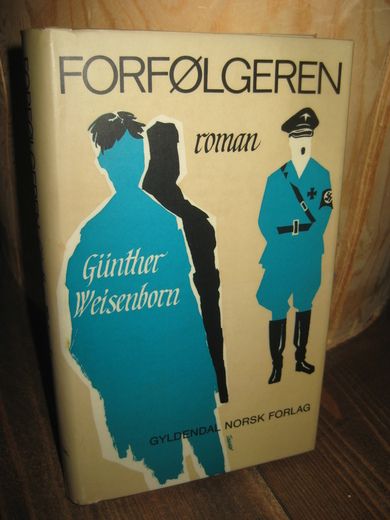 FORFØLGEREN
roman
Günther
Weisenborn
GYLDENDAL NORSK FORLAG